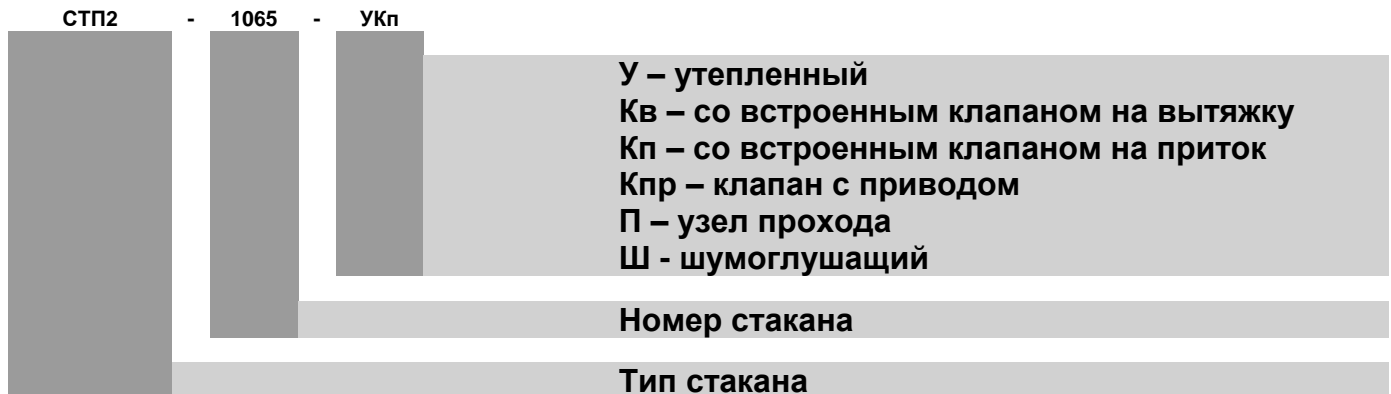 СТП2 - 1065 - УКп
У – утепленный
Кв – со встроенным клапаном на вытяжку
Кп – со встроенным клапаном на приток
Кпр – клапан с приводом
П – узел прохода
Ш - шумоглушащий
Номер стакана
Тип стакана